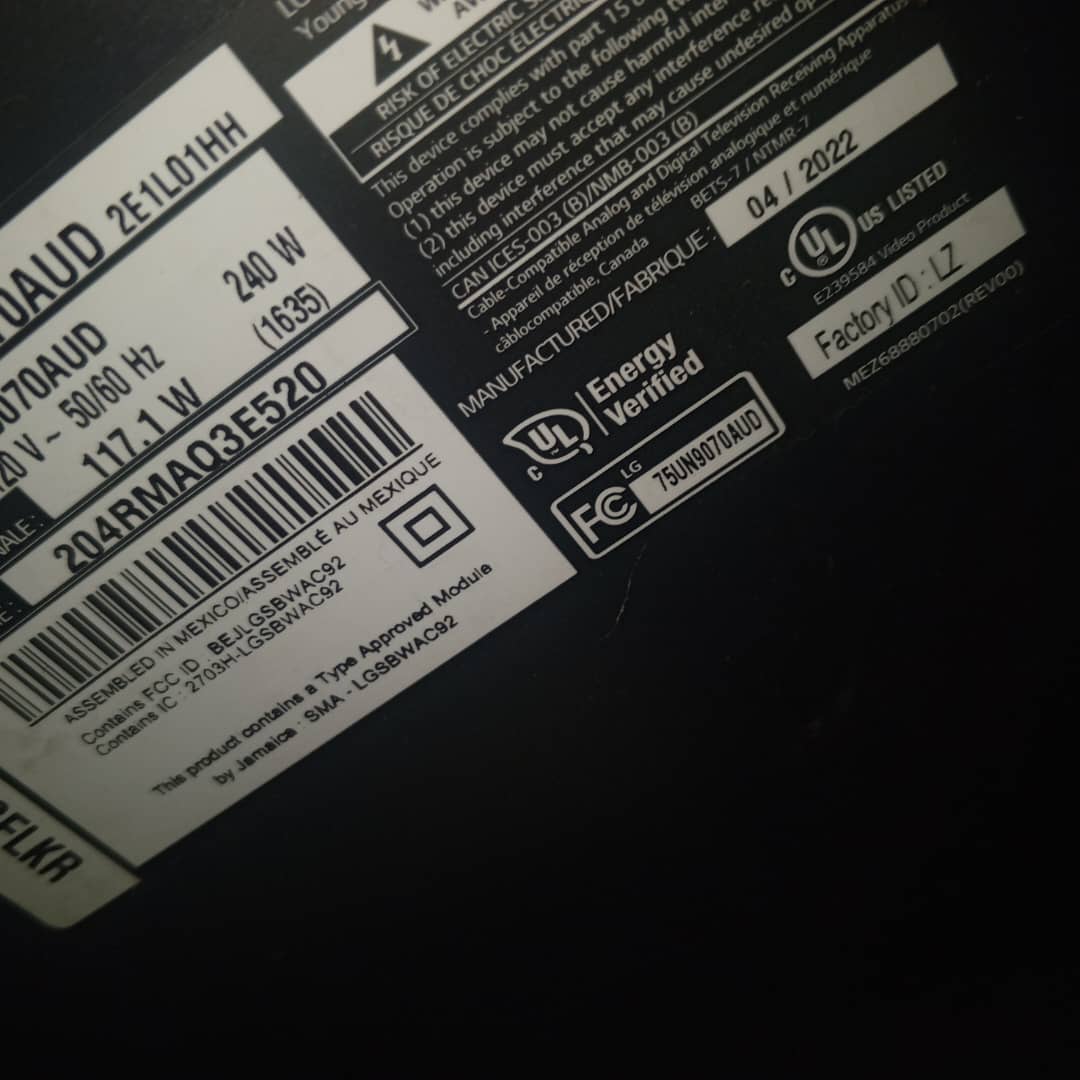 2E1L01HH
070AUD
240 W
50/60 Hz
(1635)
117.1 W
204RMAQ3E520
ASSEMBLED IN MEXICO/ASSEMBLÉ AU MEXIQUE
Contains FCC ID : BEJLGSBWAC92
Contains IC : 2703H-LGSBWAC92
This product contains a Type Approved Module
by Jamaica : SMA - LGSBWAC92
FLKR
RISK OF ELECTRIC
RISQUE DE CHOC ÉLECTRI
This device complies with part 15
Operation is subject to the following
(1) this device may not cause harmful
(2) this device must accept any interference
including interference that may cause undesired
CAN ICES-003 (B)/NMB-003 (B)
Cable-Compatible Analog and Digital Television Receiving Apparatus,
- Appareil de réception de télévision analogique et numérique
câblocompatible, Canada
BETS-7 / NTMR-7
MANUFACTURED/FABRIQUE :
04 / 2022
C UL ® US LISTED
E239584 Video Product
Factory ID : LZ
MEZ68880702(REV00)
C UL Energy
Verified
LG
FC 75UN9070AUD